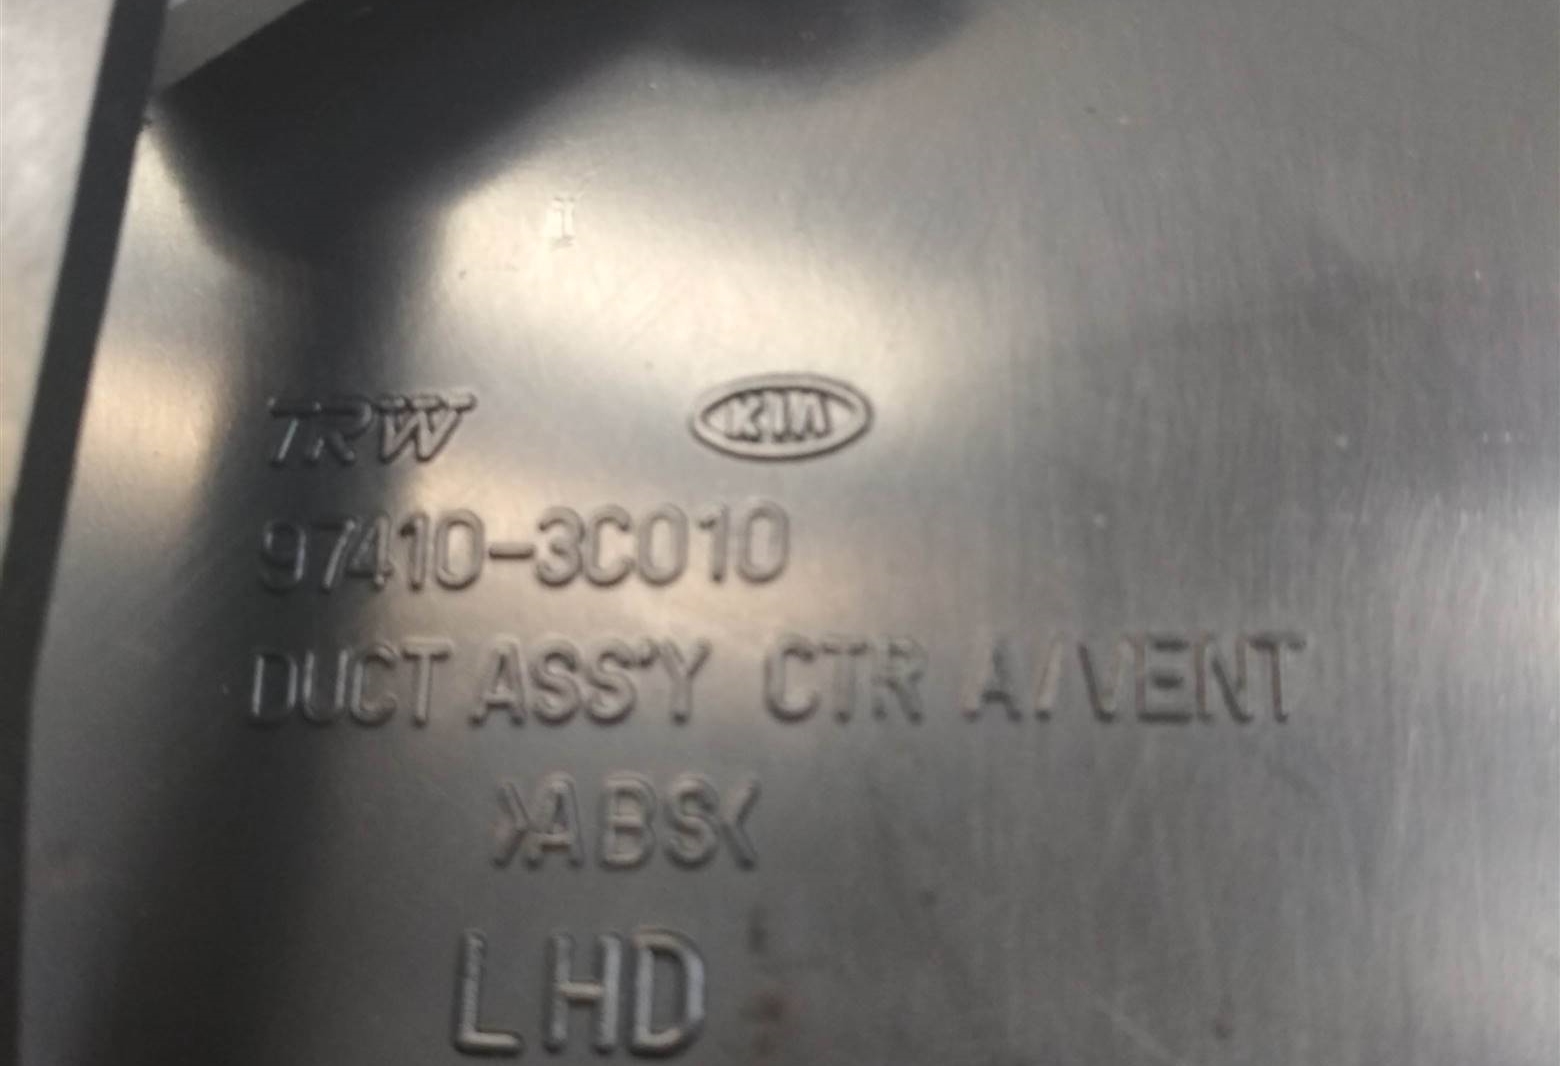 I
TRW KIA
97410-3C010
DUCT ASS'Y CTR A/VENT
>ABS<
LHD